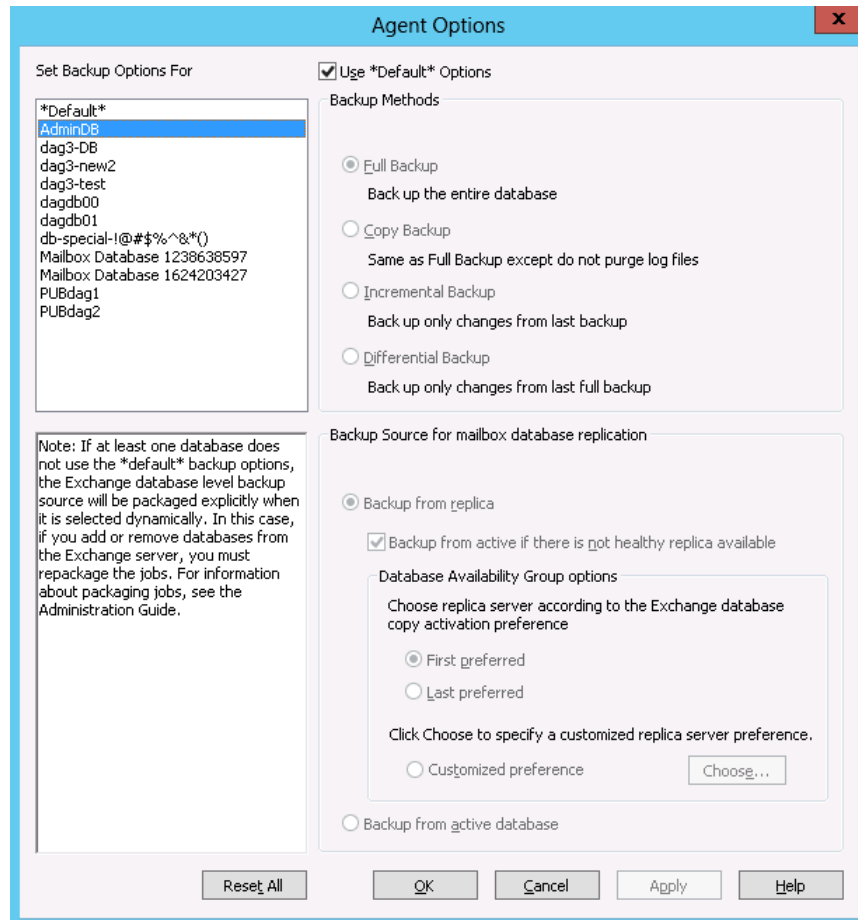 Agent Options
x
Set Backup Options For
Use *Default* Options
*Default*
AdminDB
dag3-DB
dag3-new2
dag3-test
dagdb00
dagdb01
db-special-!@#$%^&*()
Mailbox Database 1238638597
Mailbox Database 1624203427
PUBdag1
PUBdag2
Backup Methods
Full Backup
Back up the entire database
Copy Backup
Same as Full Backup except do not purge log files
Incremental Backup
Back up only changes from last backup
Differential Backup
Back up only changes from last full backup
Note: If at least one database does
not use the *default* backup options,
the Exchange database level backup
source will be packaged explicitly when
it is selected dynamically. In this case,
if you add or remove databases from
the Exchange server, you must
repackage the jobs. For information
about packaging jobs, see the
Administration Guide.
Backup Source for mailbox database replication
Backup from replica
Backup from active if there is not healthy replica available
Database Availability Group options
Choose replica server according to the Exchange database
copy activation preference
First preferred
Last preferred
Click Choose to specify a customized replica server preference.
Customized preference
Choose...
Backup from active database
Reset All
OK
Cancel
Apply
Help